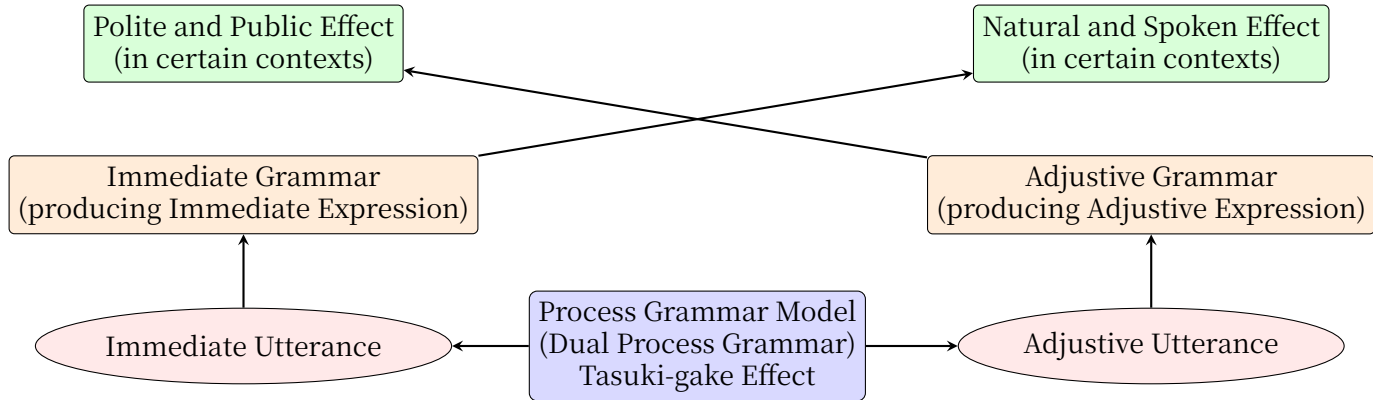 Polite and Public Effect
(in certain contexts)
Natural and Spoken Effect
(in certain contexts)
Immediate Grammar
(producing Immediate Expression)
Adjustive Grammar
(producing Adjustive Expression)
Immediate Utterance
Process Grammar Model
(Dual Process Grammar)
Tasuki-gake Effect
Adjustive Utterance